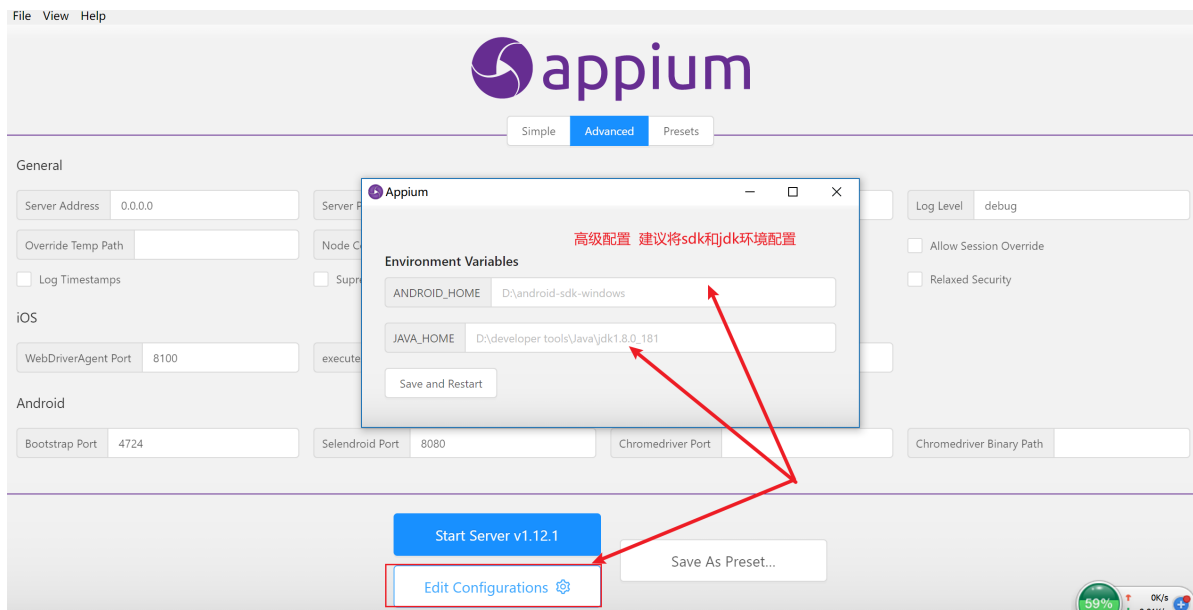 File View Help
appium
Simple Advanced Presets
General
Appium
Server Address 0.0.0.0
Server P
Log Level debug
高级配置 建议将sdk和jdk环境配置
Override Temp Path
Node Co
Allow Session Override
Environment Variables
Log Timestamps
Supre
Relaxed Security
ANDROID_HOME D:\android-sdk-windows
iOS
JAVA_HOME D:\developer tools\Java\jdk1.8.0_181
WebDriverAgent Port 8100
execute
Save and Restart
Android
Bootstrap Port 4724
Selendroid Port 8080
Chromedriver Port
Chromedriver Binary Path
Start Server v1.12.1
Save As Preset...
Edit Configurations
59%
0K/s